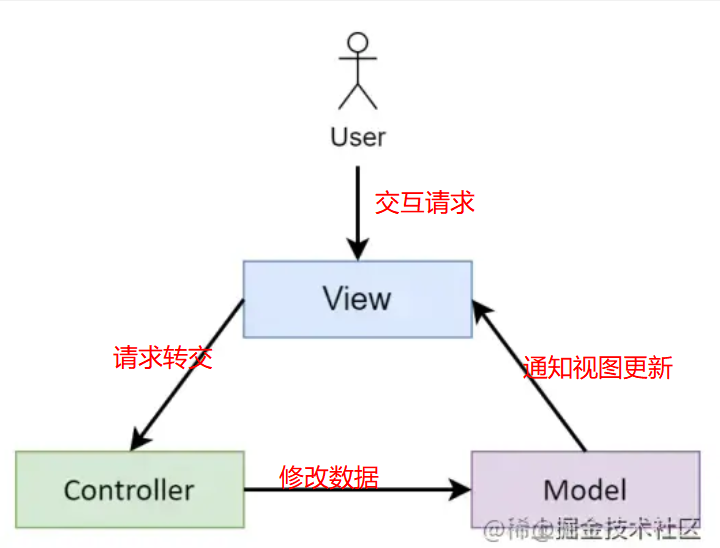 User
交互请求
View
请求转交
通知视图更新
Controller
修改数据
Model
@稀土掘金技术社区